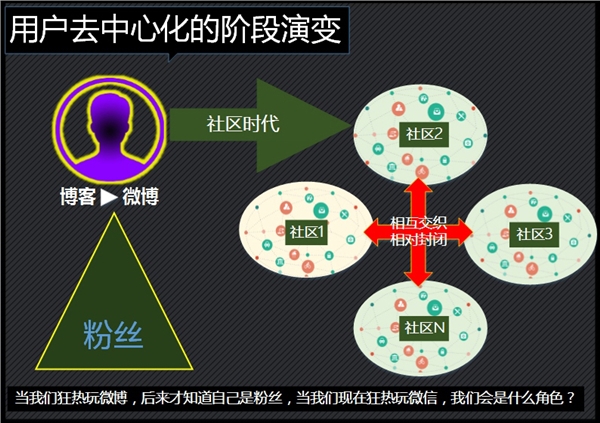 用户去中心化的阶段演变
社区时代
社区2
博客▶微博
社区1
相互交织
相对封闭
社区3
粉丝
社区N
当我们狂热玩微博，后来才知道自己是粉丝，当我们现在狂热玩微信，我们会是什么角色？